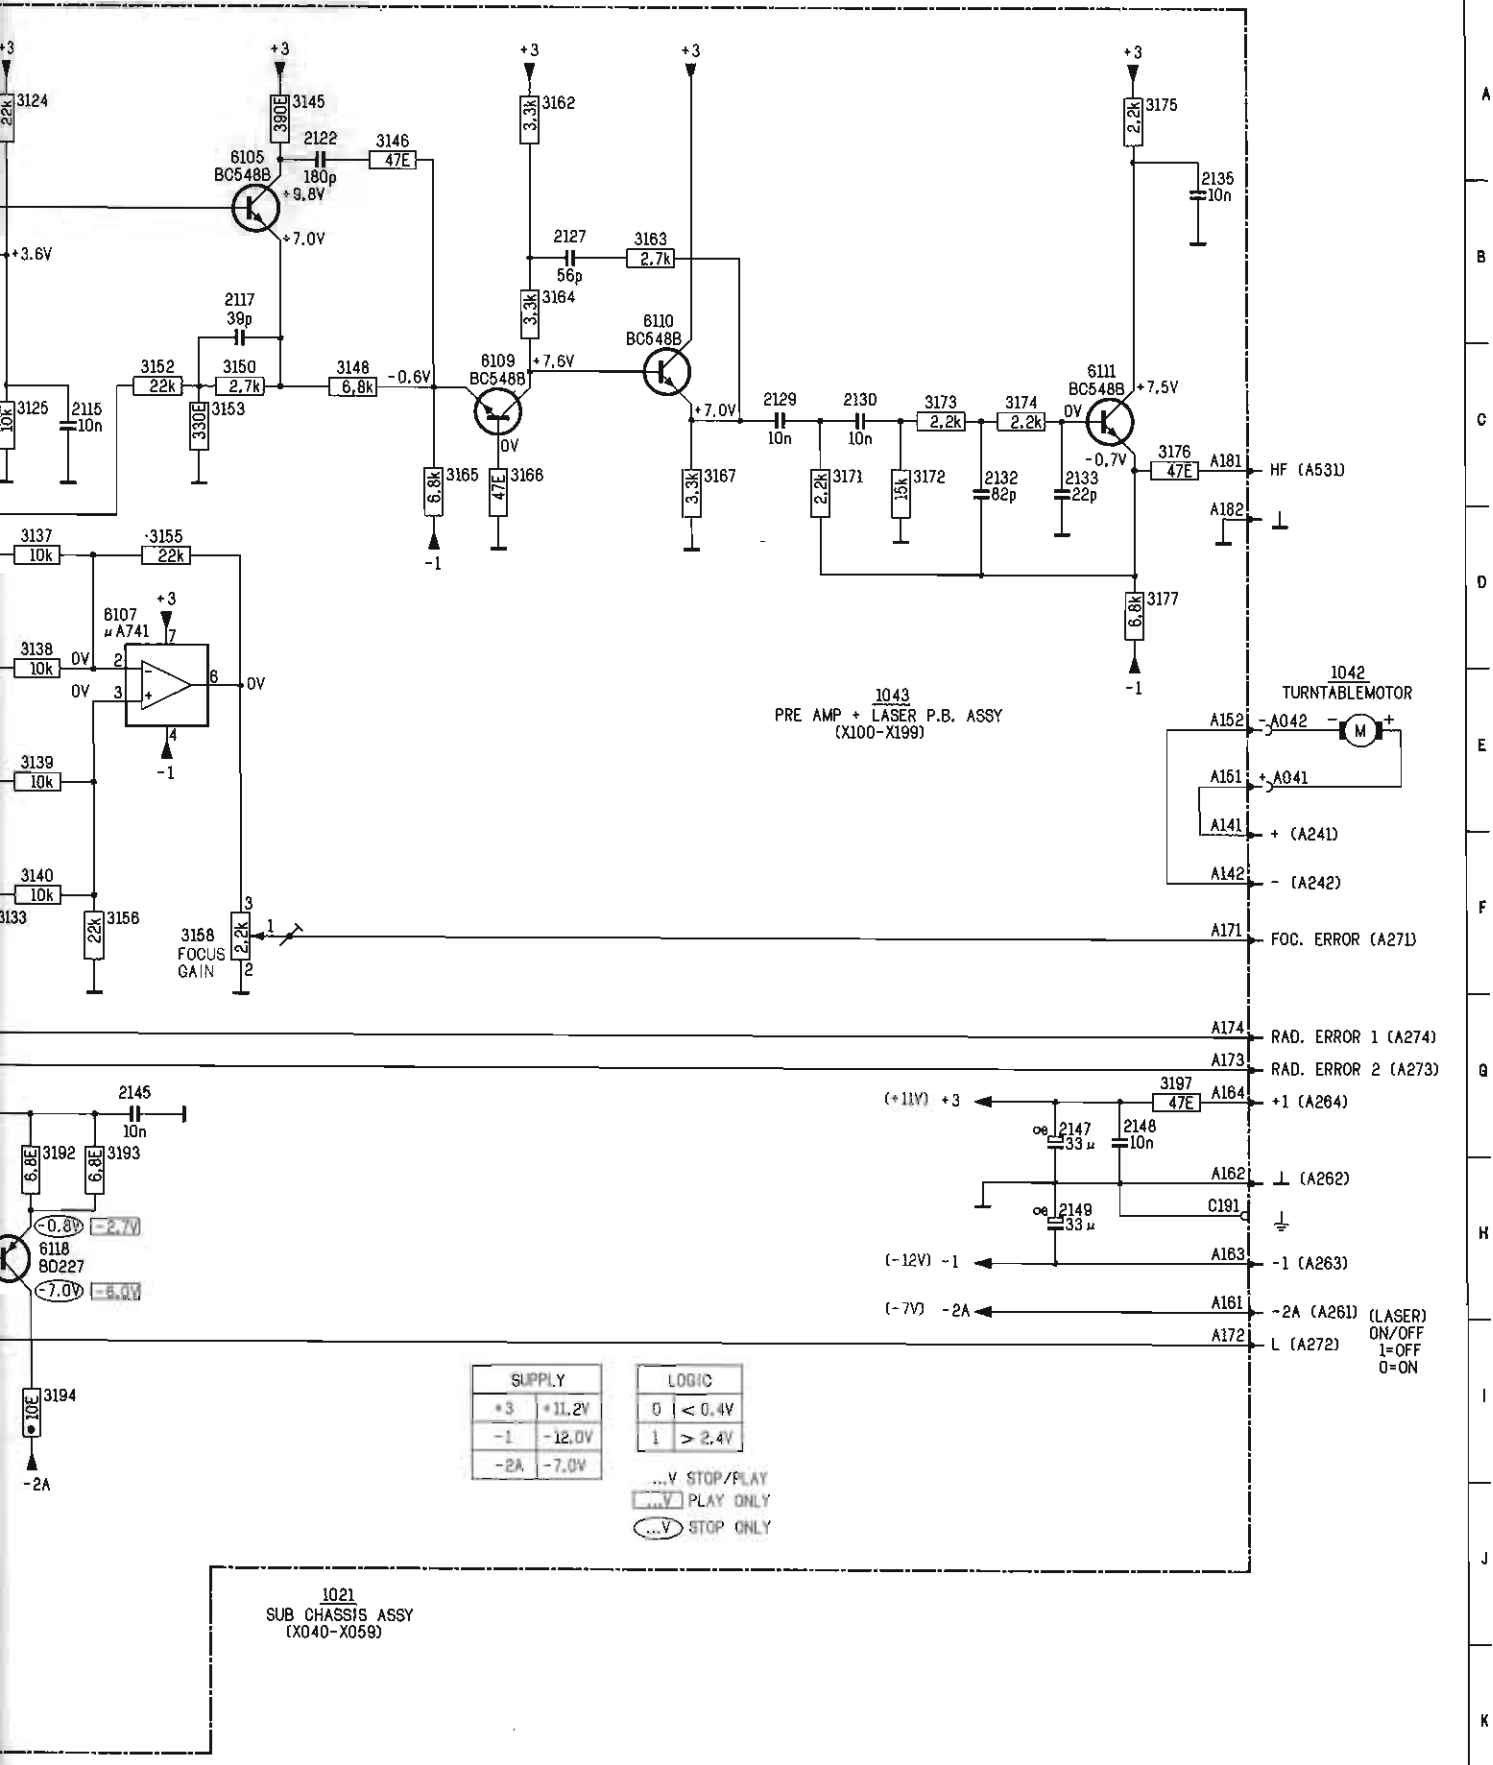 +3
+3
+3
+3
+3
A
3124
22k
3145
390E
3162
3.3k
3175
2.2k
2122
180p
3146
47E
6105
BC548B
+9.8V
+7.0V
2135
10n
+3.6V
2127
56p
3163
2.7k
B
2117
39p
3164
3.3k
6110
BC548B
3152
22k
3150
2.7k
3148
6.8k
-0.6V
6109
BC548B
+7.6V
6111
BC548B
+7.5V
3125
10k
2115
10n
3153
330E
+7.0V
2129
10n
2130
10n
3173
2.2k
3174
2.2k
0V
C
0V
-0.7V
3165
6.8k
3166
47E
3167
3.3k
3171
2.2k
3172
15k
2132
82p
2133
22p
3176
47E
A181
HF (A531)
A182
3137
10k
3155
22k
-1
D
+3
6107
µA741
7
3177
6.8k
3138
10k
0V
2
0V
3
6
0V
4
-1
-1
1043
PRE AMP + LASER P.B. ASSY
(X100-X199)
1042
TURNTABLEMOTOR
A152
- A042
-
M
+
E
3139
10k
A151
+ A041
A141
+ (A241)
3140
10k
A142
- (A242)
3133
3156
22k
3
3158
FOCUS
GAIN
2.2k
1
2
F
A171
FOC. ERROR (A271)
A174
RAD. ERROR 1 (A274)
A173
RAD. ERROR 2 (A273)
G
2145
10n
(+11V) +3
3197
47E
A164
+1 (A264)
3192
6.8E
3193
6.8E
2147
33µ
2148
10n
A162
(A262)
C191
2149
33µ
H
-0.8V
-2.7V
6118
BD227
-7.0V
-6.0V
(-12V) -1
A163
-1 (A263)
(-7V) -2A
A161
-2A (A261)
(LASER)
ON/OFF
1=OFF
0=ON
A172
L (A272)
3194
10E
-2A
SUPPLY
+3 +11.2V
-1 -12.0V
-2A -7.0V
LOGIC
0 < 0.4V
1 > 2.4V
I
...V STOP/PLAY
...V PLAY ONLY
...V STOP ONLY
J
1021
SUB CHASSIS ASSY
(X040-X059)
K